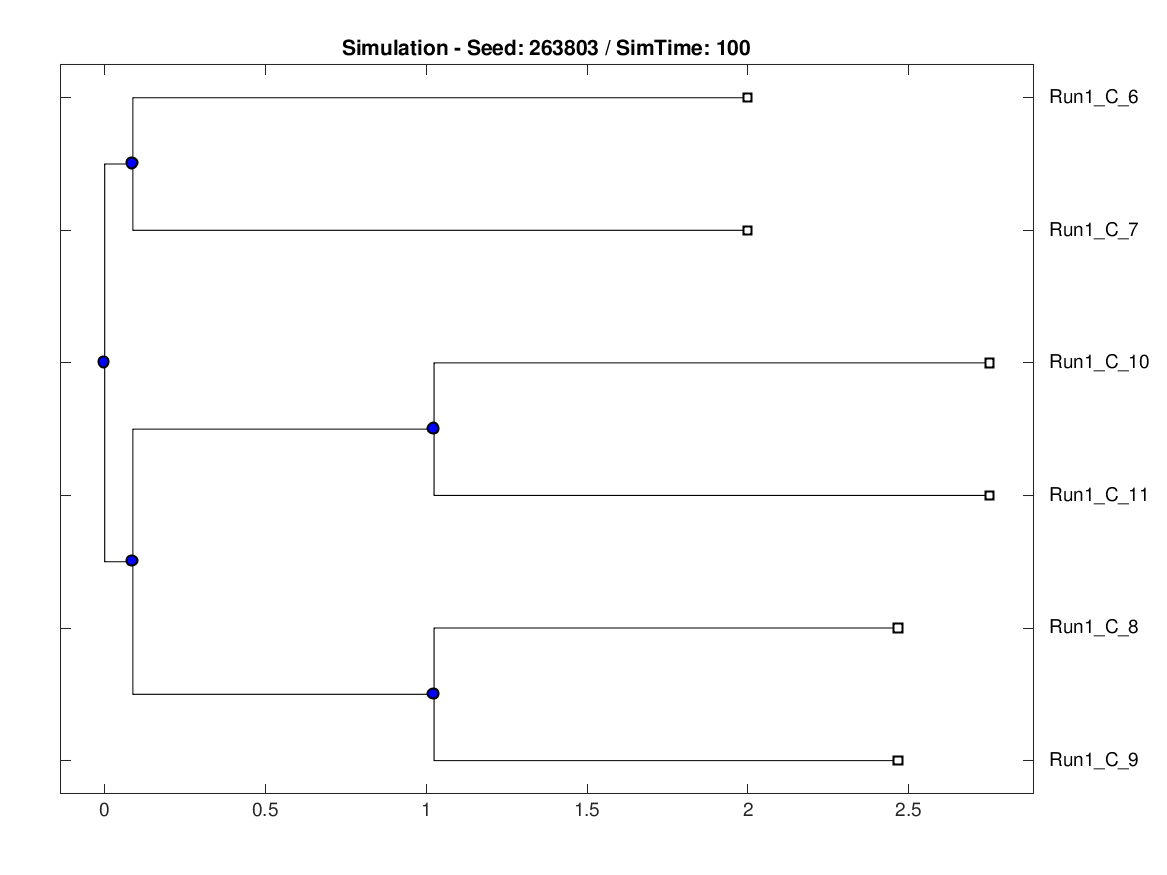 Simulation - Seed: 263803 / SimTime: 100
Run1_C_6
Run1_C_7
Run1_C_10
Run1_C_11
Run1_C_8
Run1_C_9
0 0.5 1 1.5 2 2.5